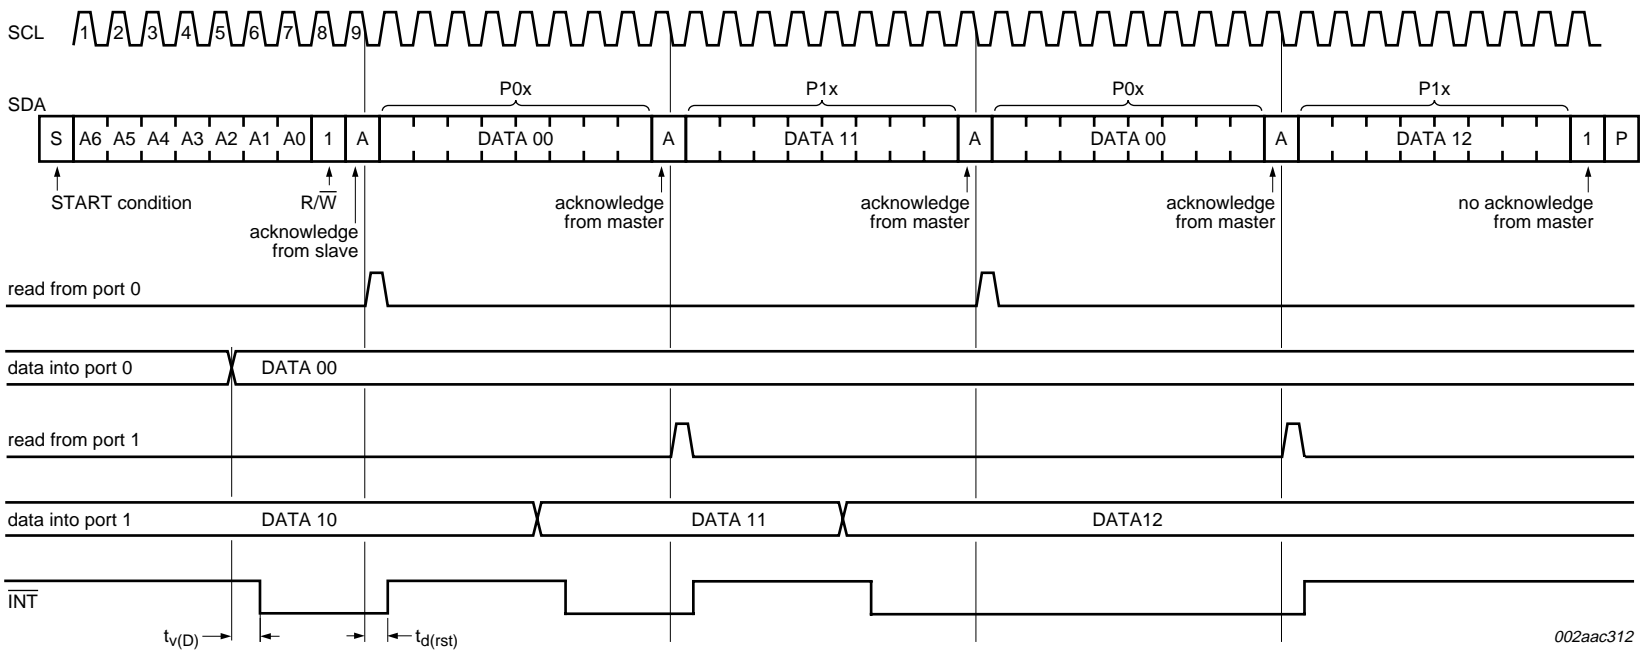 SCL 1 2 3 4 5 6 7 8 9
P0x P1x P0x P1x
SDA
S A6 A5 A4 A3 A2 A1 A0 1 A DATA 00 A DATA 11 A DATA 00 A DATA 12 1 P
START condition R/W acknowledge from slave acknowledge from master acknowledge from master acknowledge from master no acknowledge from master
read from port 0
data into port 0 DATA 00
read from port 1
data into port 1 DATA 10 DATA 11 DATA12
INT
tv(D) td(rst) 002aac312